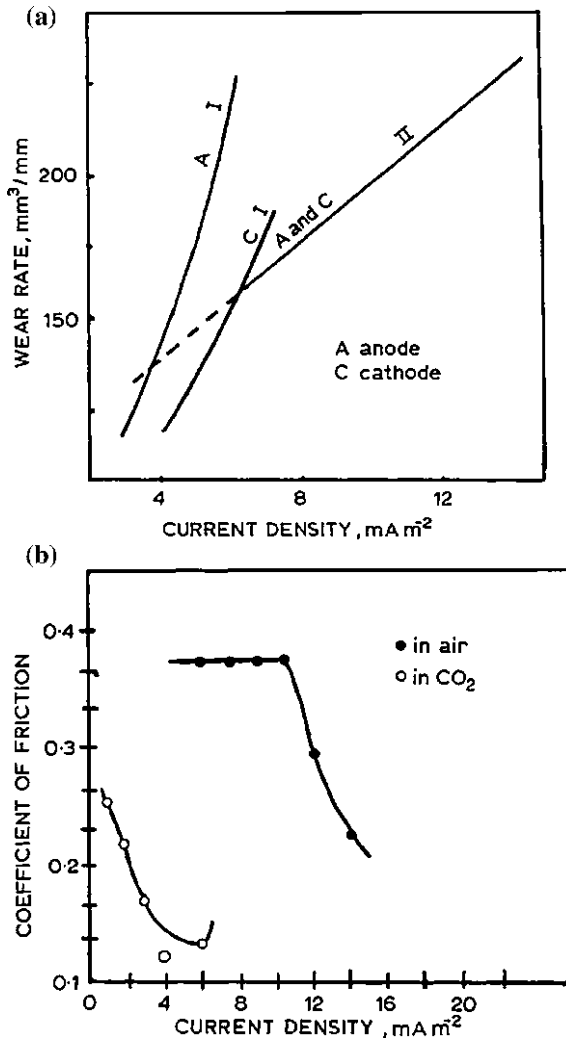 (a)
WEAR RATE, mm³/mm
200
150
A I
C I
A and C
II
A anode
C cathode
4
8
12
CURRENT DENSITY, mAm⁻²
(b)
COEFFICIENT OF FRICTION
0·4
0·3
0·2
0·1
● in air
○ in CO₂
0
4
8
12
16
20
CURRENT DENSITY, mAm⁻²